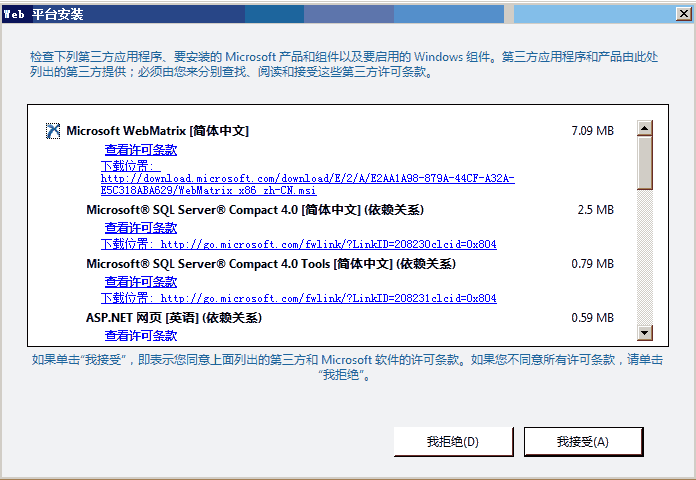 Web 平台安装
检查下列第三方应用程序、要安装的 Microsoft 产品和组件以及要启用的 Windows 组件。第三方应用程序和产品由此处
列出的第三方提供；必须由您来分别查找、阅读和接受这些第三方许可条款。
Microsoft WebMatrix [简体中文] 7.09 MB
查看许可条款
下载位置:
http://download.microsoft.com/download/E/2/A/E2AA1A98-879A-44CF-A32A-
E5C318ABA629/WebMatrix_x86_zh-CN.msi
Microsoft® SQL Server® Compact 4.0 [简体中文] (依赖关系) 2.5 MB
查看许可条款
下载位置: http://go.microsoft.com/fwlink/?LinkID=208230clcid=0x804
Microsoft® SQL Server® Compact 4.0 Tools [简体中文] (依赖关系) 0.79 MB
查看许可条款
下载位置: http://go.microsoft.com/fwlink/?LinkID=208231clcid=0x804
ASP.NET 网页 [英语] (依赖关系) 0.59 MB
查看许可条款
如果单击“我接受”，即表示您同意上面列出的第三方和 Microsoft 软件的许可条款。如果您不同意所有许可条款，请单击
“我拒绝”。
我拒绝(D) 我接受(A)